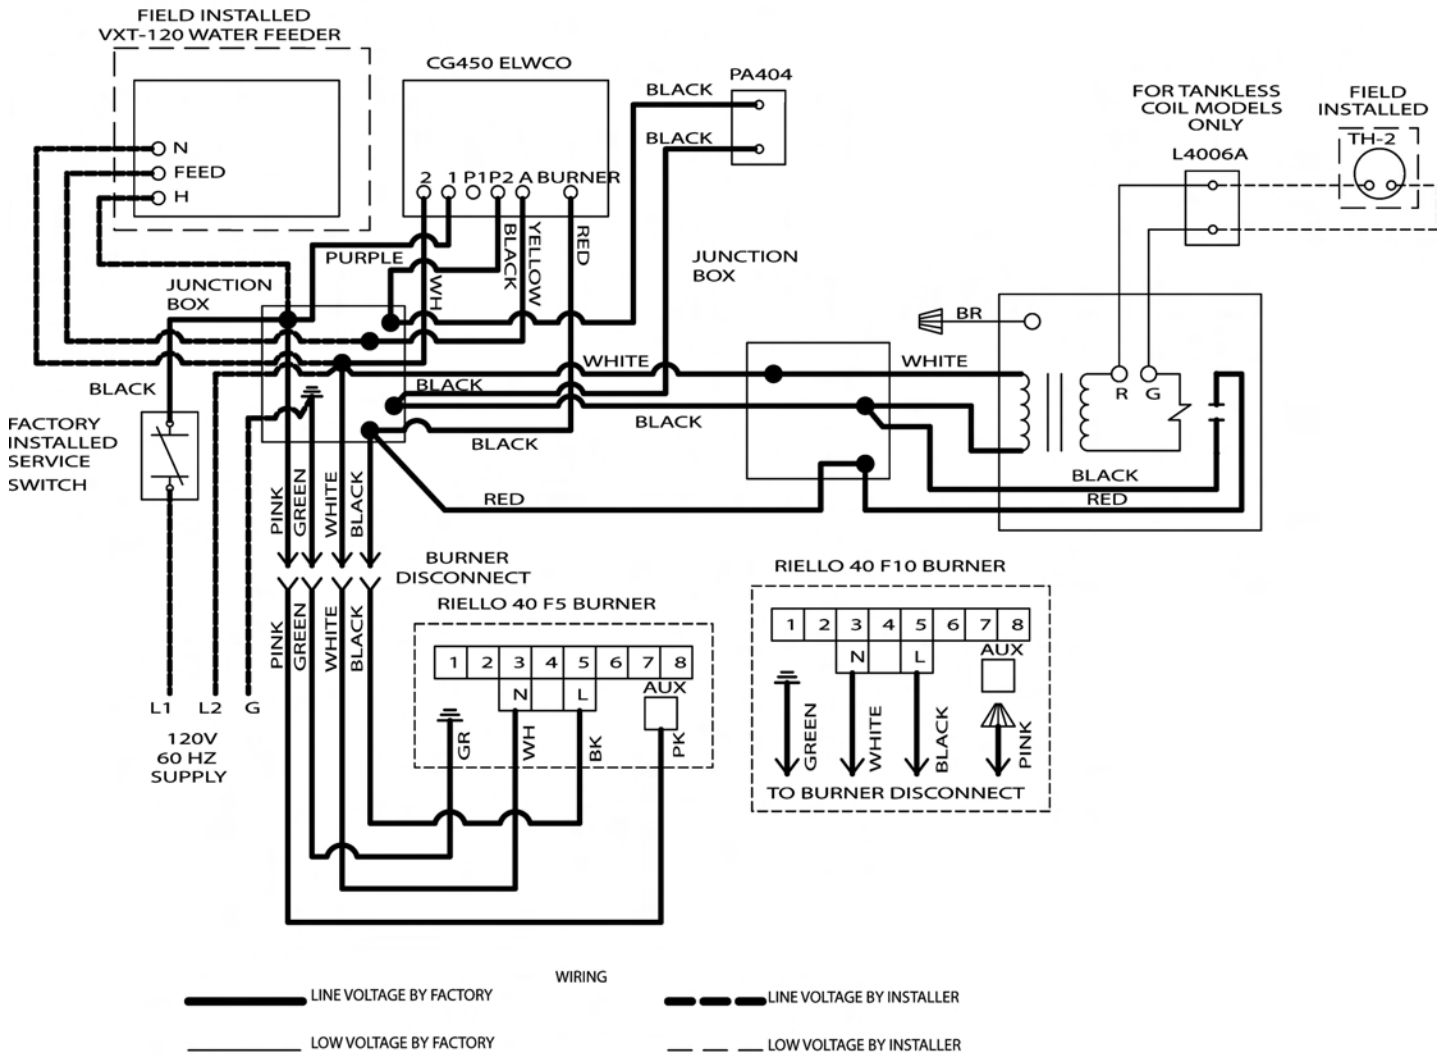 FIELD INSTALLED
VXT-120 WATER FEEDER
N
FEED
H
CG450 ELWCO
2 1 P1 P2 A BURNER
PURPLE
WH
BLACK
YELLOW
RED
PA404
BLACK
BLACK
JUNCTION
BOX
JUNCTION
BOX
FOR TANKLESS
COIL MODELS
ONLY
L4006A
FIELD
INSTALLED
TH-2
BR
R G
WHITE
WHITE
BLACK
BLACK
BLACK
BLACK
RED
BLACK
RED
BLACK
FACTORY
INSTALLED
SERVICE
SWITCH
PINK
GREEN
WHITE
BLACK
BURNER
DISCONNECT
PINK
GREEN
WHITE
BLACK
L1 L2 G
120V
60 HZ
SUPPLY
RIELLO 40 F5 BURNER
1 2 3 4 5 6 7 8
N L
AUX
GR
WH
BK
PK
RIELLO 40 F10 BURNER
1 2 3 4 5 6 7 8
N L
AUX
GREEN
WHITE
BLACK
PINK
TO BURNER DISCONNECT
WIRING
LINE VOLTAGE BY FACTORY
LINE VOLTAGE BY INSTALLER
LOW VOLTAGE BY FACTORY
LOW VOLTAGE BY INSTALLER